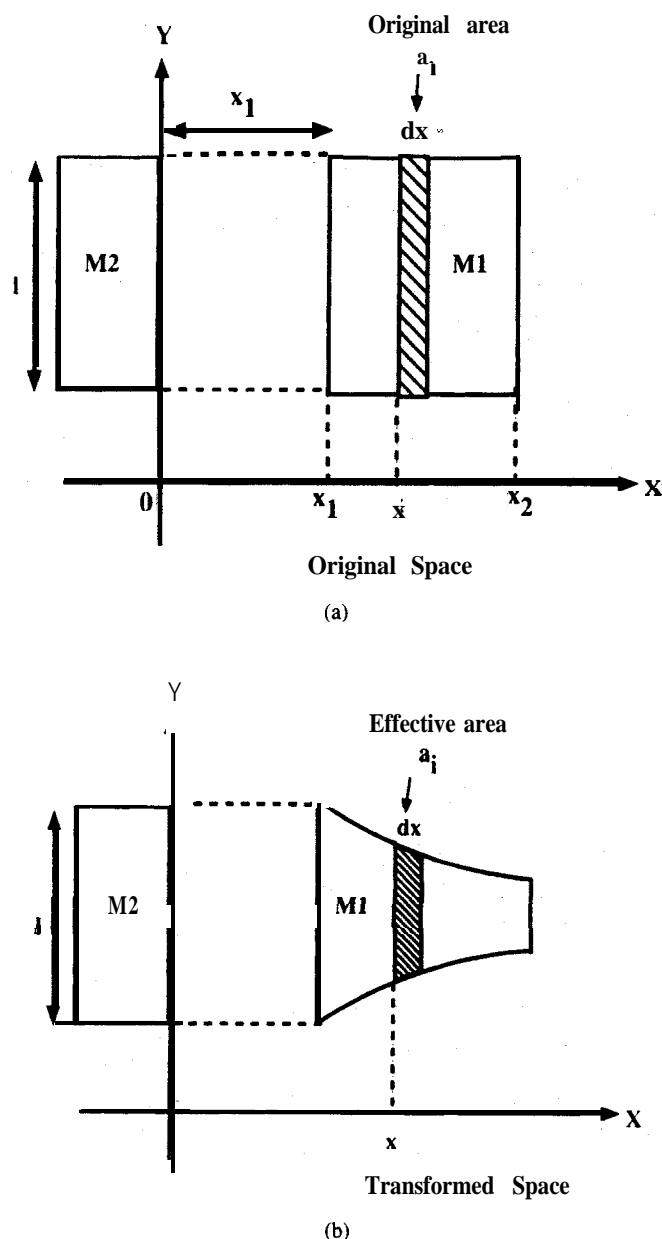 Original area
Y
a1
x1
dx
M2
M1
l
0
x1
x
x2
X
Original Space
(a)
Y
Effective area
ai
dx
M2
M1
X
x
Transformed Space
(b)